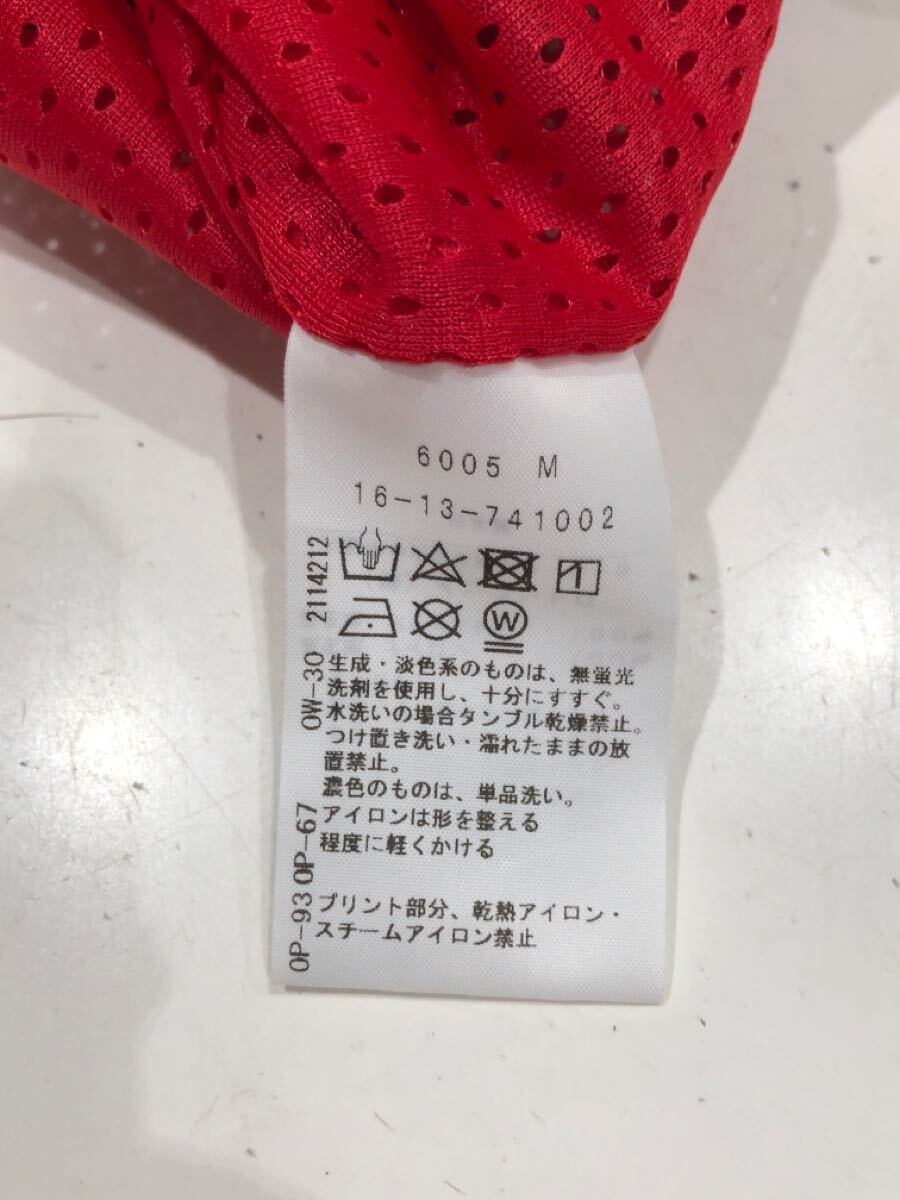 6005 M
16-13-741002
2114212
W
OW-30
生成・淡色系のものは、無蛍光
洗剤を使用し、十分にすすぐ。
水洗いの場合タンブル乾燥禁止。
つけ置き洗い・濡れたままの放
置禁止。
濃色のものは、単品洗い。
OP-67
アイロンは形を整える
程度に軽くかける
OP-93
プリント部分、乾熱アイロン・
スチームアイロン禁止